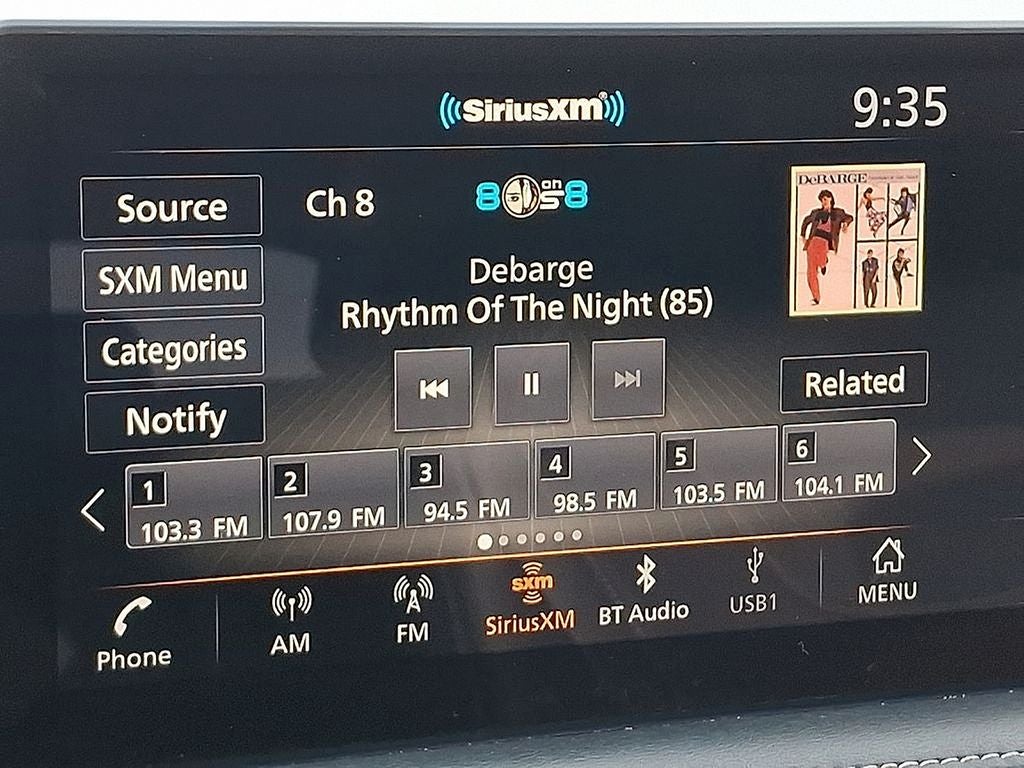 SiriusXM®
9:35
Source
Ch 8
80s on 8
DeBARGE
SXM Menu
Debarge
Rhythm Of The Night (85)
Categories
Notify
Related
1
103.3 FM
2
107.9 FM
3
94.5 FM
4
98.5 FM
5
103.5 FM
6
104.1 FM
Phone
AM
FM
sxm
SiriusXM
BT Audio
USB1
MENU